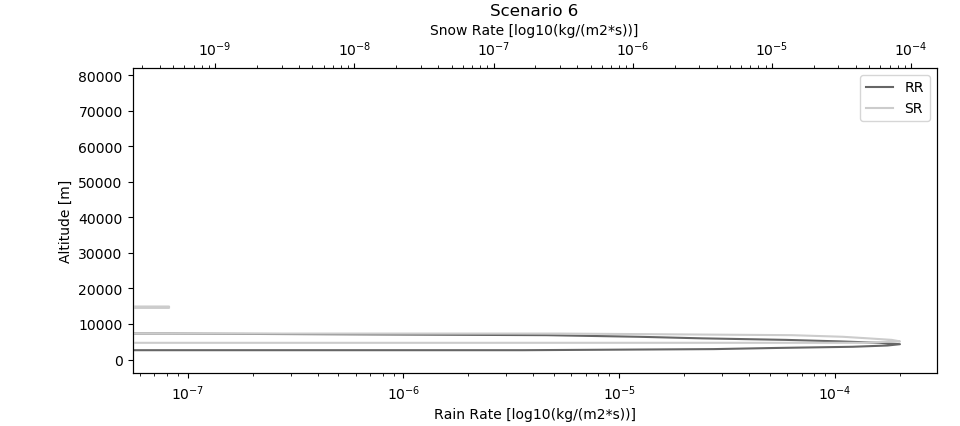 Scenario 6
Snow Rate [log10(kg/(m2*s))]
10⁻⁹ 10⁻⁸ 10⁻⁷ 10⁻⁶ 10⁻⁵ 10⁻⁴
RR
SR
80000
70000
60000
50000
40000
30000
20000
10000
0
Altitude [m]
10⁻⁷ 10⁻⁶ 10⁻⁵ 10⁻⁴
Rain Rate [log10(kg/(m2*s))]